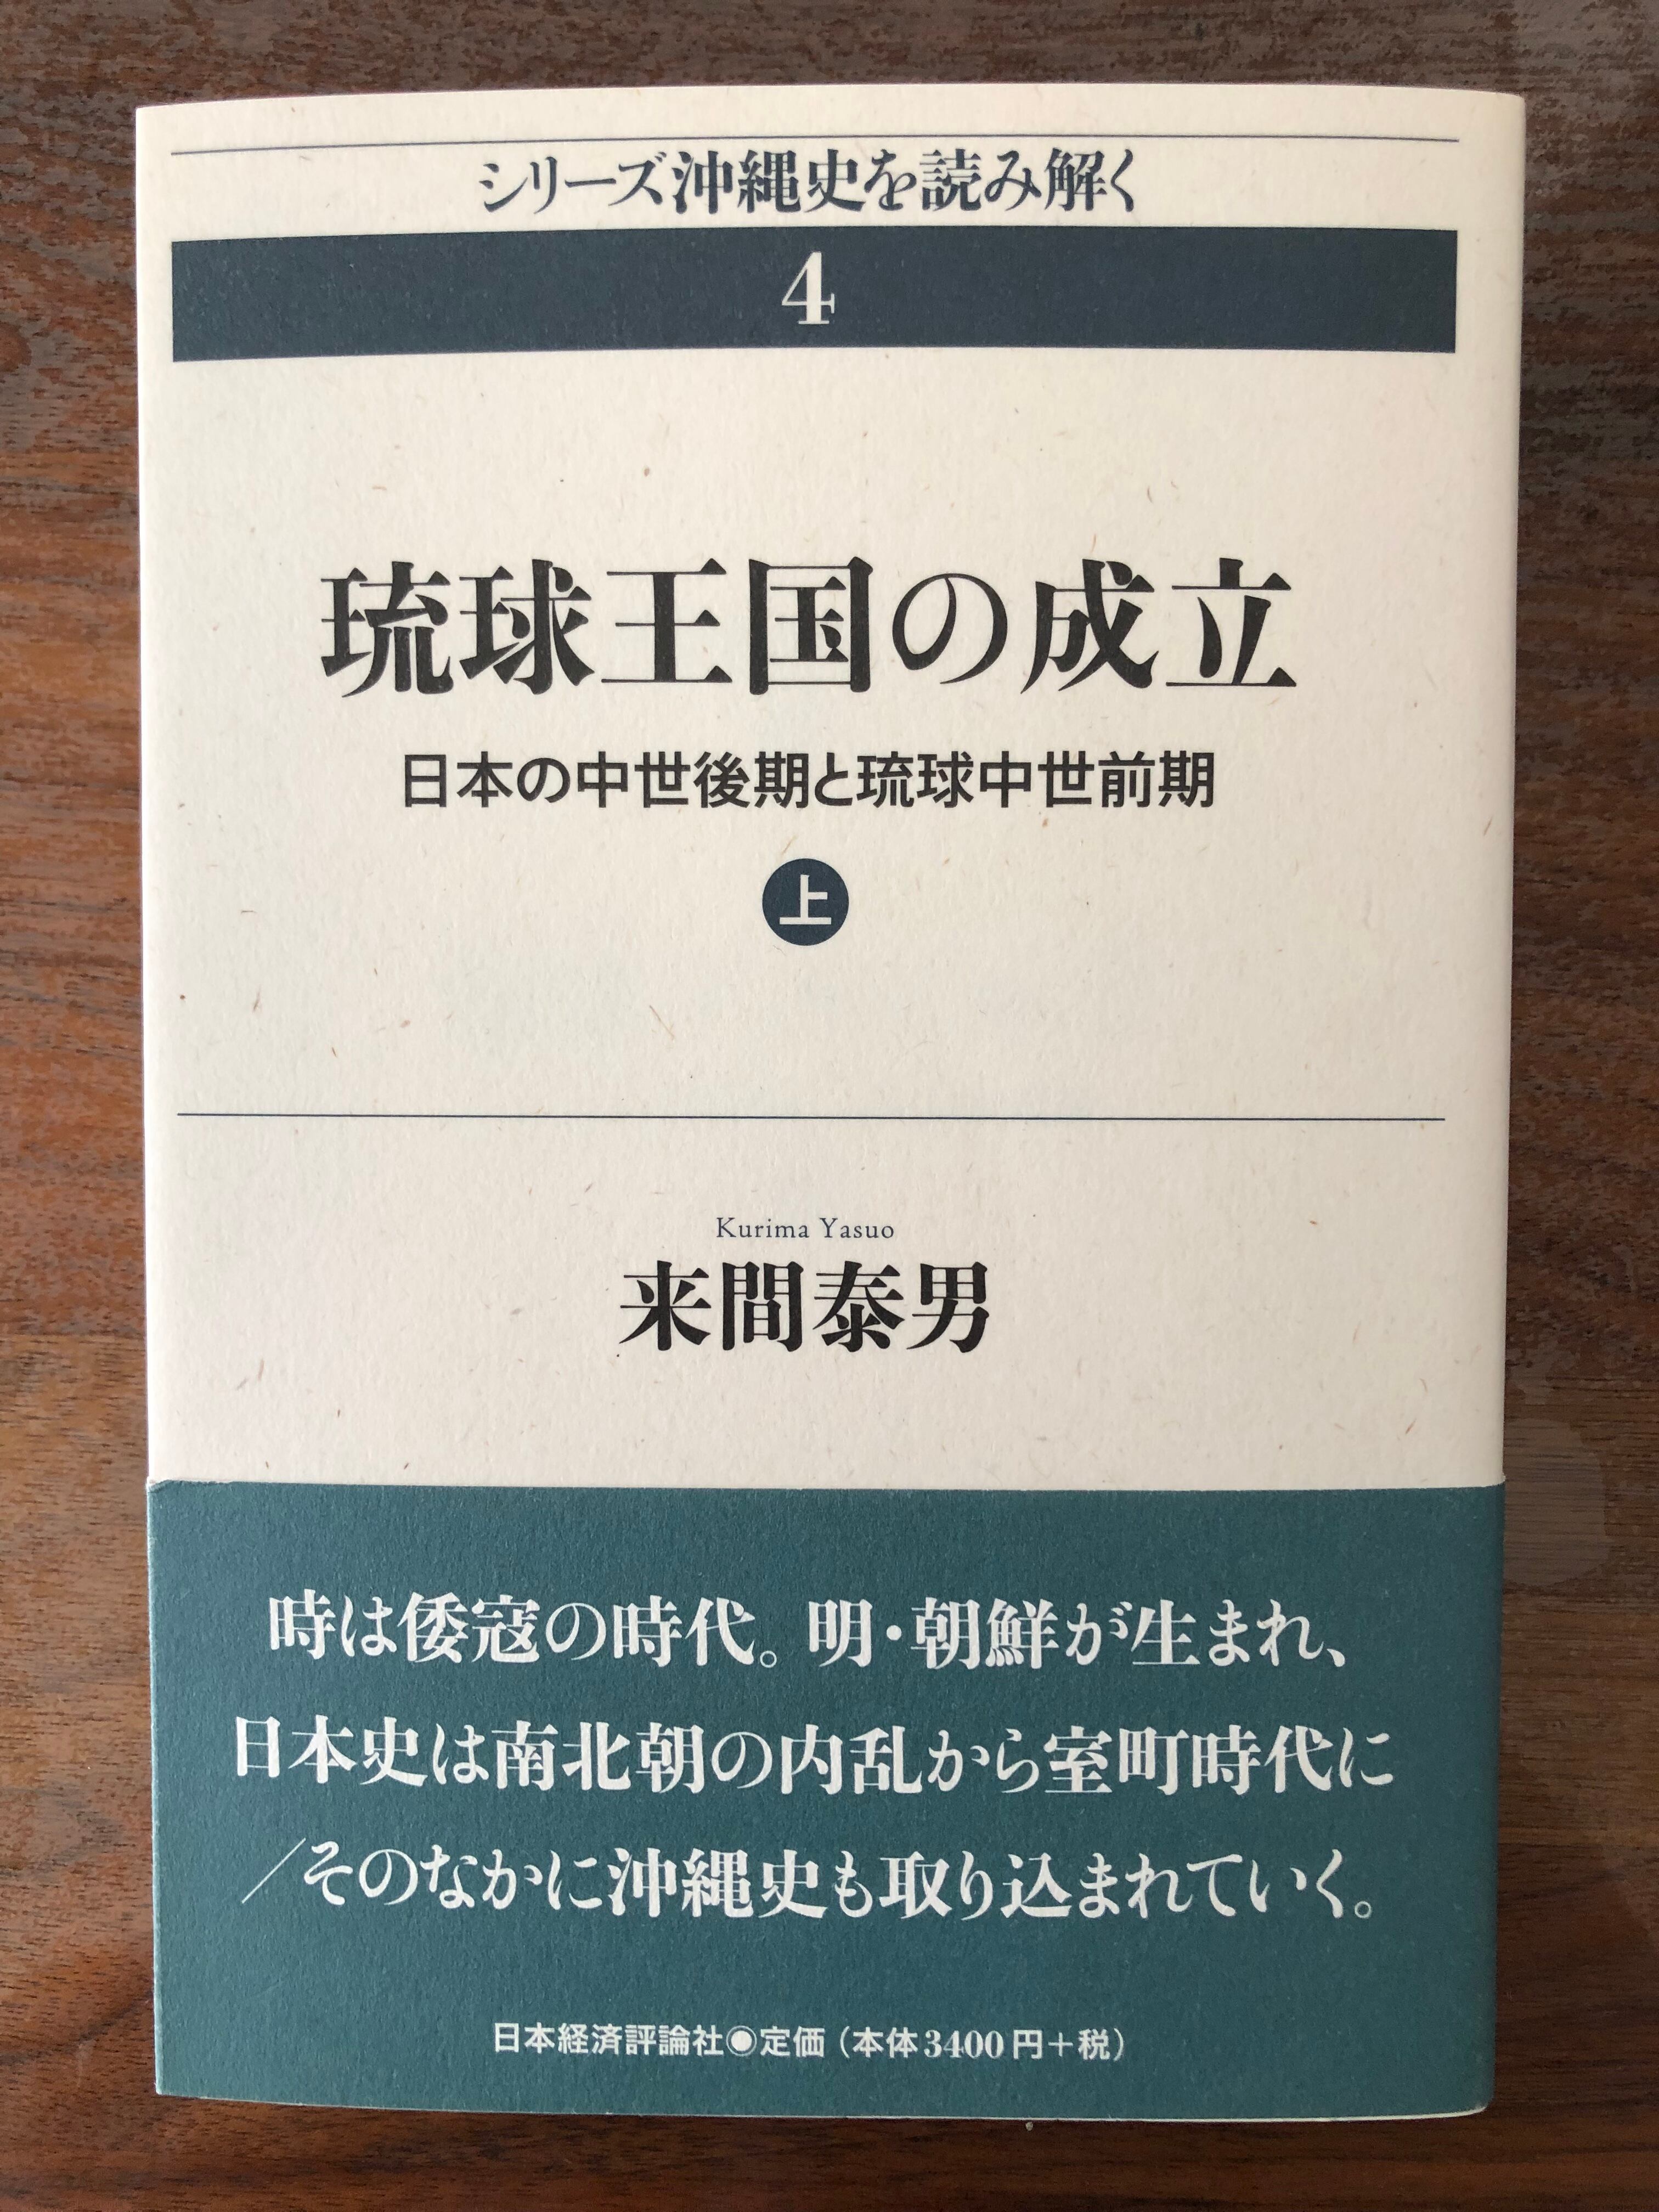 シリーズ沖縄史を読み解く
4
琉球王国の成立
日本の中世後期と琉球中世前期
上
Kurima Yasuo
来間泰男
時は倭寇の時代。明・朝鮮が生まれ、
日本史は南北朝の内乱から室町時代に
／そのなかに沖縄史も取り込まれていく。
日本経済評論社◉定価（本体3400円＋税）